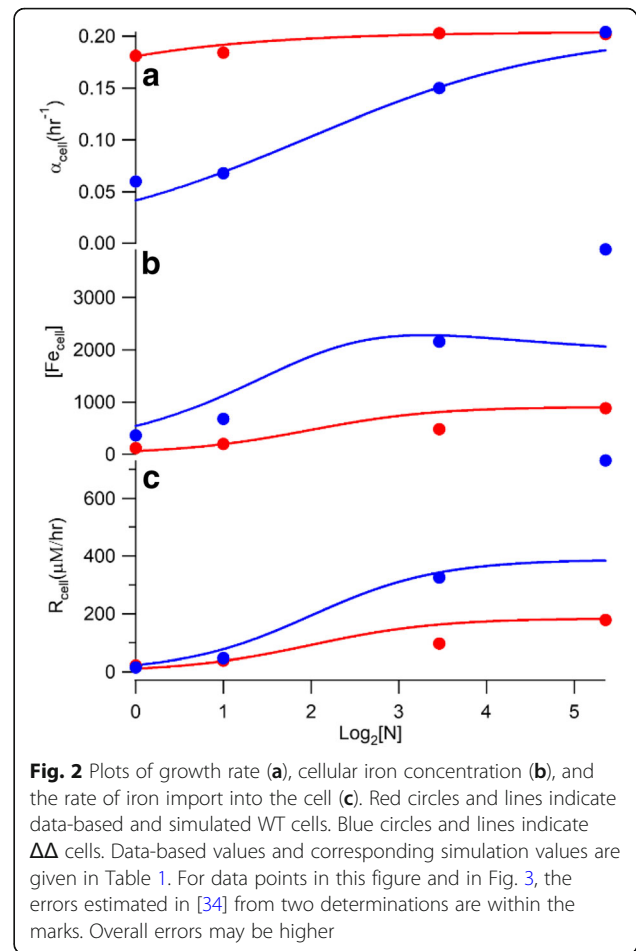 0.20
a
0.15
0.10
0.05
0.00
α_cell(hr⁻¹)
b
3000
2000
1000
0
[Fe_cell]
c
600
400
200
0
R_cell(μM/hr)
0 1 2 3 4 5
Log₂[N]
Fig. 2 Plots of growth rate (a), cellular iron concentration (b), and
the rate of iron import into the cell (c). Red circles and lines indicate
data-based and simulated WT cells. Blue circles and lines indicate
ΔΔ cells. Data-based values and corresponding simulation values are
given in Table 1. For data points in this figure and in Fig. 3, the
errors estimated in [34] from two determinations are within the
marks. Overall errors may be higher